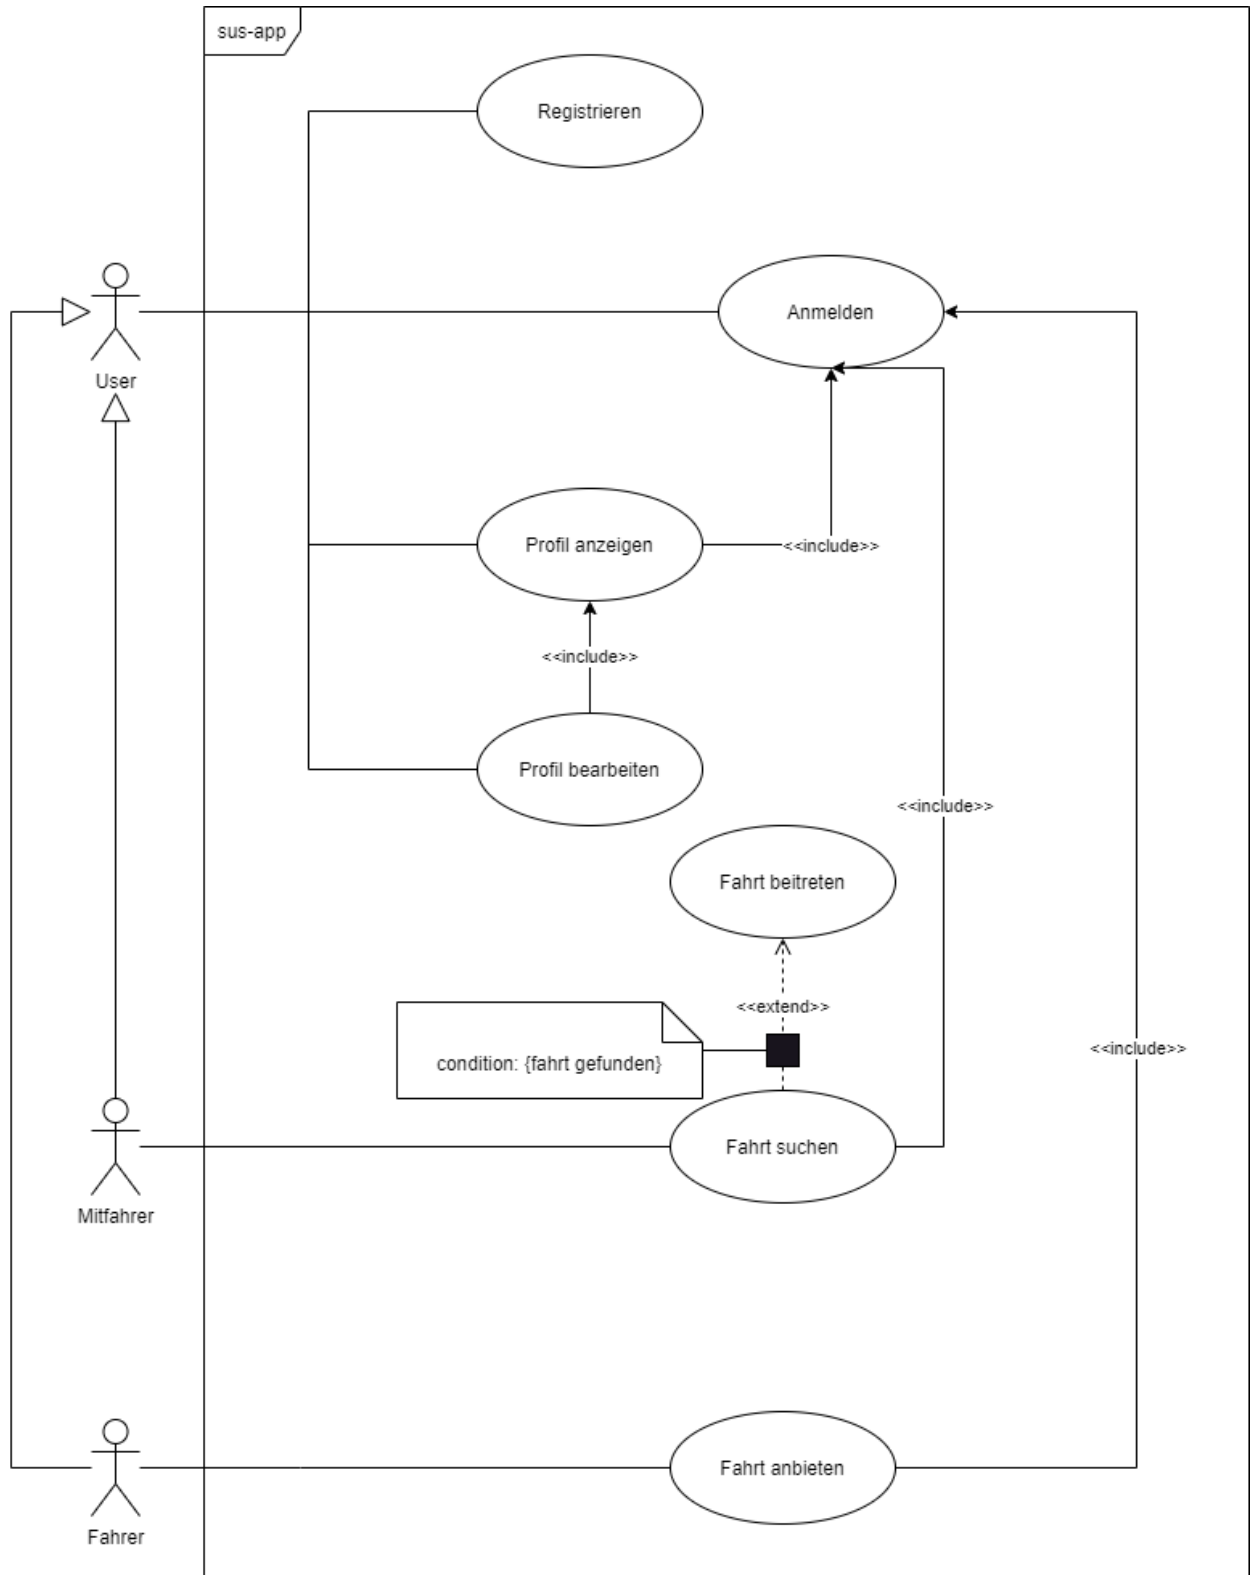 sus-app
Registrieren
Anmelden
User
Profil anzeigen
<<include>>
<<include>>
Profil bearbeiten
<<include>>
Fahrt beitreten
<<extend>>
<<include>>
condition: {fahrt gefunden}
Fahrt suchen
Mitfahrer
Fahrt anbieten
Fahrer